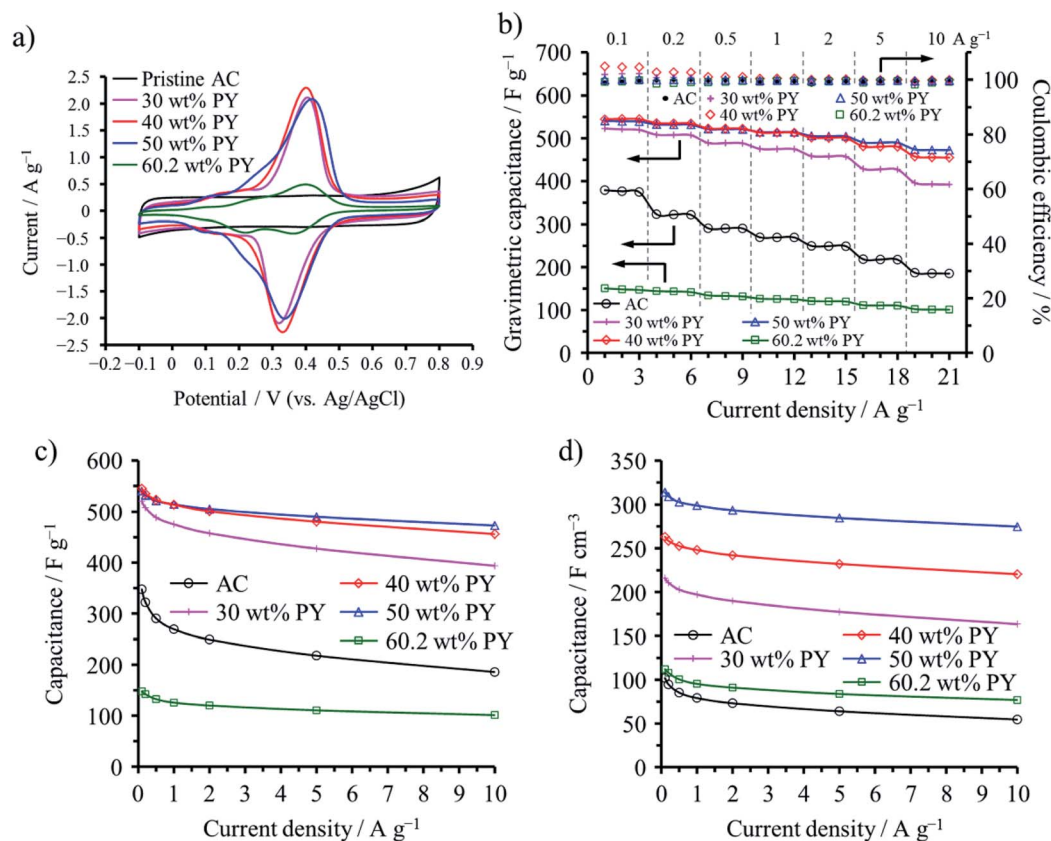 a)
2.5
2.0
1.5
1.0
0.5
0
−0.5
−1.0
−1.5
−2.0
2.5
Current / A g⁻¹
Pristine AC
30 wt% PY
40 wt% PY
50 wt% PY
60.2 wt% PY
−0.2 −0.1 0 0.1 0.2 0.3 0.4 0.5 0.6 0.7 0.8 0.9
Potential / V (vs. Ag/AgCl)
b)
0.1 0.2 0.5 1 2 5 10 A g⁻¹
700
650
600
550
500
450
400
350
300
250
200
150
100
50
0
Gravimetric capacitance / F g⁻¹
AC 30 wt% PY 50 wt% PY
40 wt% PY 60.2 wt% PY
AC
30 wt% PY 50 wt% PY
40 wt% PY 60.2 wt% PY
100
80
60
40
20
0
Coulombic efficiency / %
0 3 6 9 12 15 18 21
Current density / A g⁻¹
c)
600
500
400
300
200
100
0
Capacitance / F g⁻¹
AC 40 wt% PY
30 wt% PY 50 wt% PY
60.2 wt% PY
0 1 2 3 4 5 6 7 8 9 10
Current density / A g⁻¹
d)
350
300
250
200
150
100
50
0
Capacitance / F cm⁻³
AC 40 wt% PY
30 wt% PY 50 wt% PY
60.2 wt% PY
0 1 2 3 4 5 6 7 8 9 10
Current density / A g⁻¹